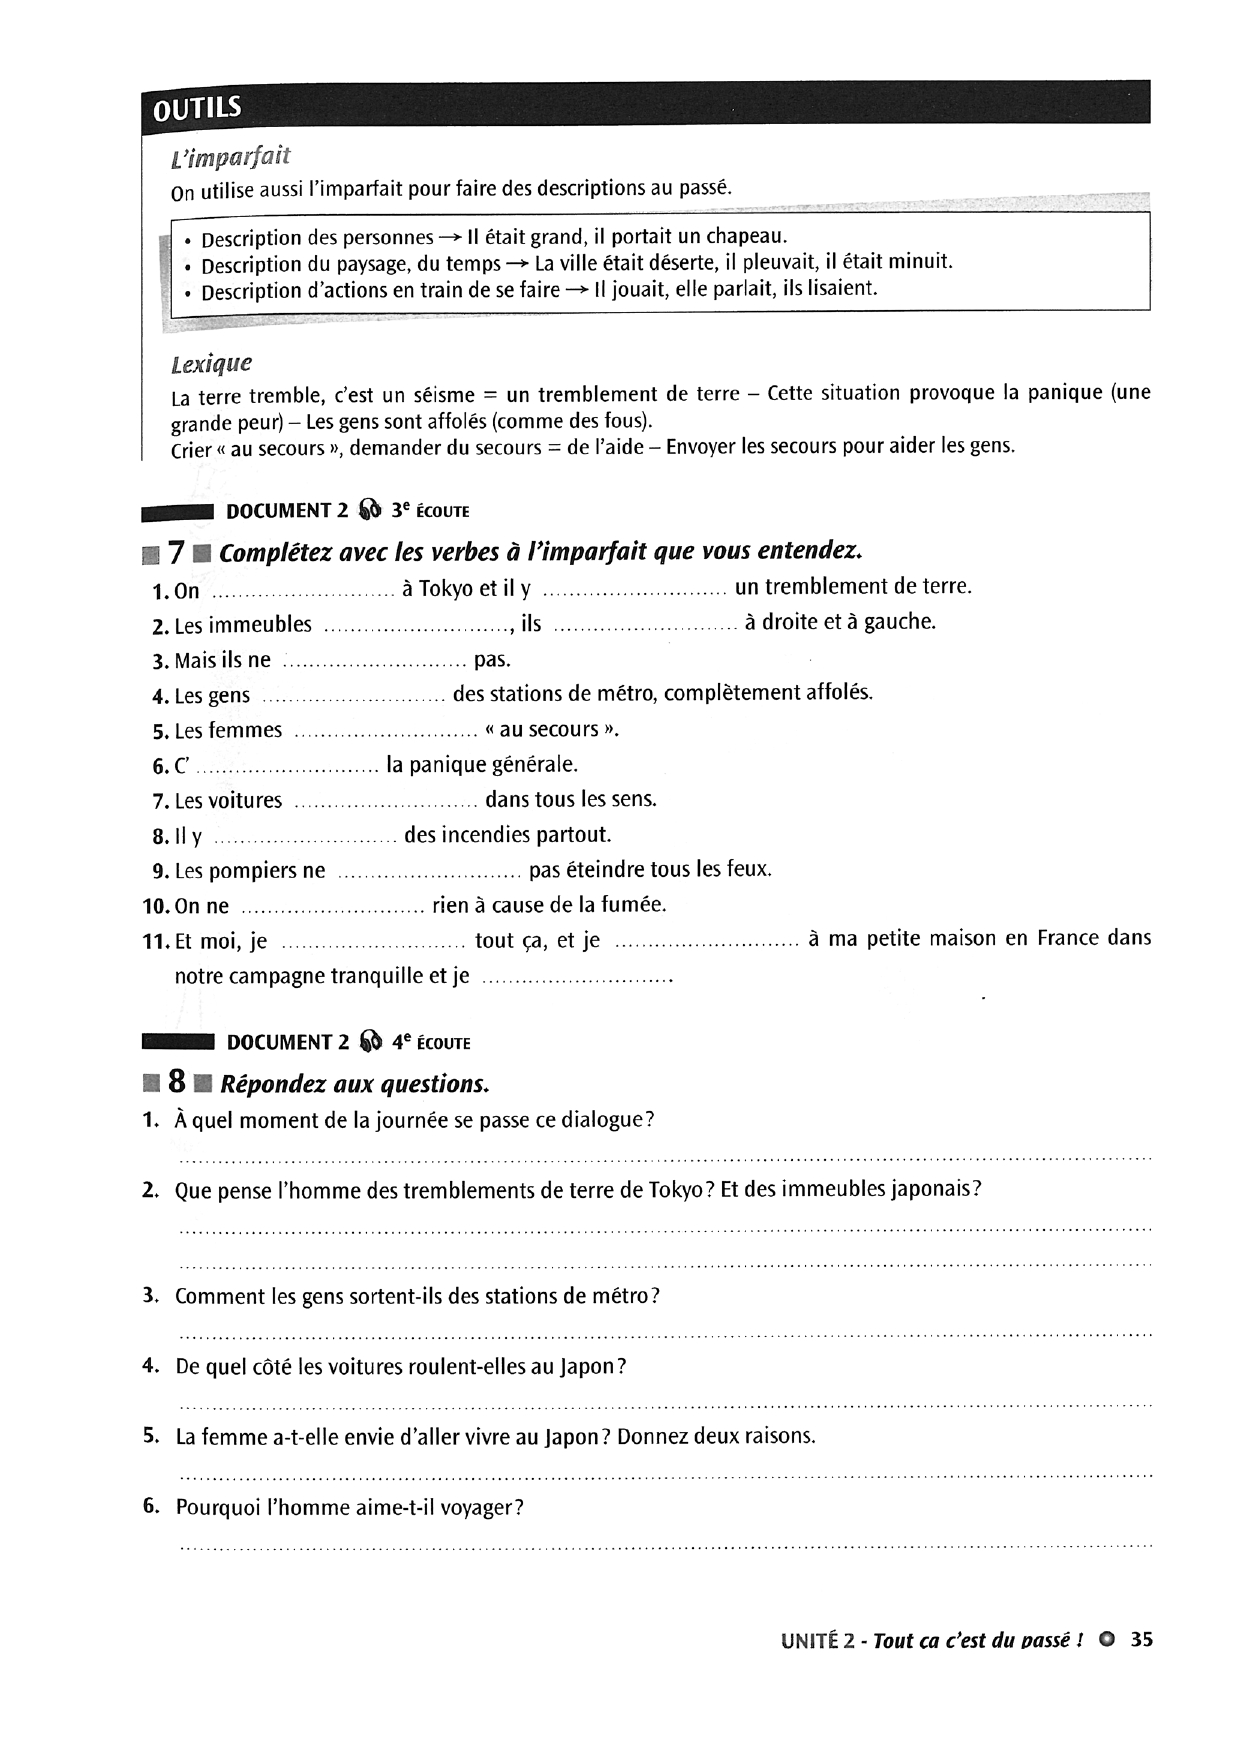 OUTILS
L'imparfait
On utilise aussi l'imparfait pour faire des descriptions au passé.
• Description des personnes → Il était grand, il portait un chapeau.
• Description du paysage, du temps → La ville était déserte, il pleuvait, il était minuit.
• Description d'actions en train de se faire → Il jouait, elle parlait, ils lisaient.
Lexique
La terre tremble, c'est un séisme = un tremblement de terre – Cette situation provoque la panique (une
grande peur) – Les gens sont affolés (comme des fous).
Crier « au secours », demander du secours = de l'aide – Envoyer les secours pour aider les gens.
DOCUMENT 2 3e ÉCOUTE
7 Complétez avec les verbes à l'imparfait que vous entendez.
1. On ............................ à Tokyo et il y ............................ un tremblement de terre.
2. Les immeubles ............................, ils ............................ à droite et à gauche.
3. Mais ils ne ............................ pas.
4. Les gens ............................ des stations de métro, complètement affolés.
5. Les femmes ............................ « au secours ».
6. C' ............................ la panique générale.
7. Les voitures ............................ dans tous les sens.
8. Il y ............................ des incendies partout.
9. Les pompiers ne ............................ pas éteindre tous les feux.
10. On ne ............................ rien à cause de la fumée.
11. Et moi, je ............................ tout ça, et je ............................ à ma petite maison en France dans
notre campagne tranquille et je ............................
DOCUMENT 2 4e ÉCOUTE
8 Répondez aux questions.
1. À quel moment de la journée se passe ce dialogue?
2. Que pense l'homme des tremblements de terre de Tokyo? Et des immeubles japonais?
3. Comment les gens sortent-ils des stations de métro?
4. De quel côté les voitures roulent-elles au Japon?
5. La femme a-t-elle envie d'aller vivre au Japon? Donnez deux raisons.
6. Pourquoi l'homme aime-t-il voyager?
UNITÉ 2 - Tout ça c'est du passé ! 35